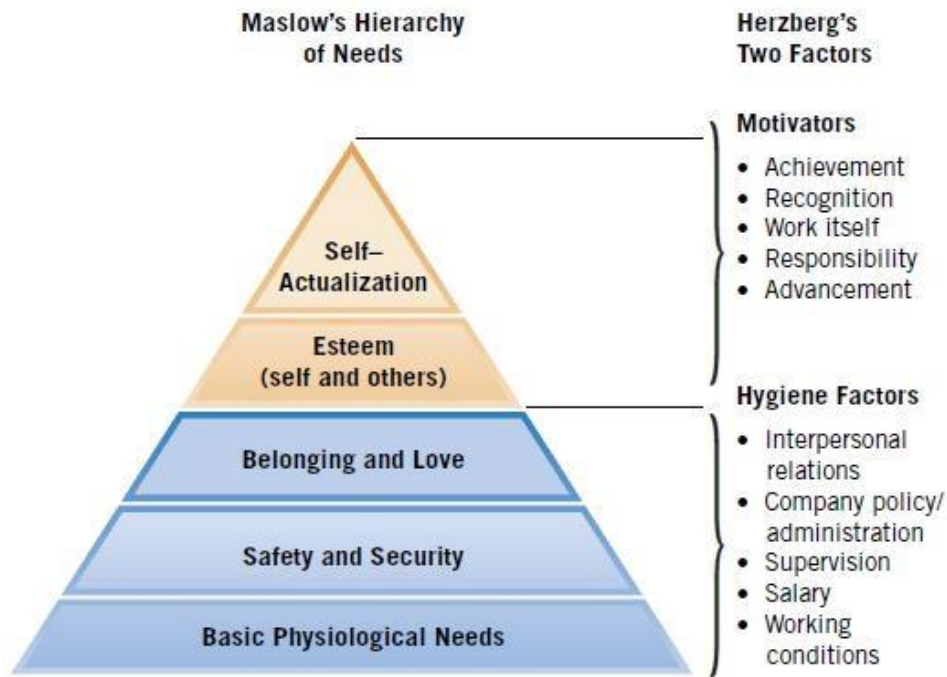 Maslow's Hierarchy
of Needs
Self–
Actualization
Esteem
(self and others)
Belonging and Love
Safety and Security
Basic Physiological Needs
Herzberg's
Two Factors
Motivators
• Achievement
• Recognition
• Work itself
• Responsibility
• Advancement
Hygiene Factors
• Interpersonal
relations
• Company policy/
administration
• Supervision
• Salary
• Working
conditions